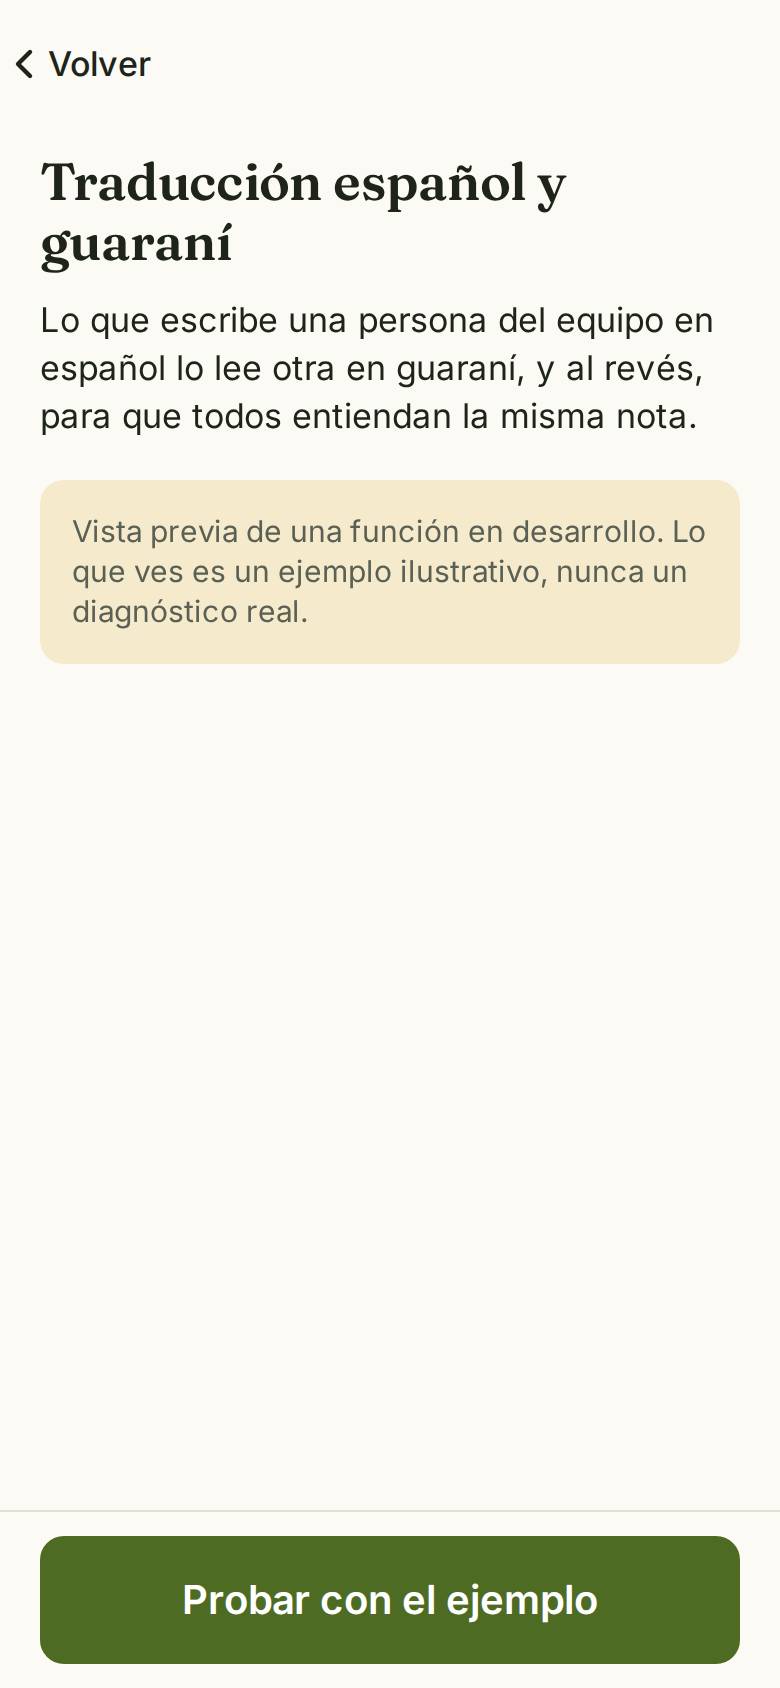 Volver
Traducción español y
guaraní
Lo que escribe una persona del equipo en
español lo lee otra en guaraní, y al revés,
para que todos entiendan la misma nota.
Vista previa de una función en desarrollo. Lo
que ves es un ejemplo ilustrativo, nunca un
diagnóstico real.
Probar con el ejemplo